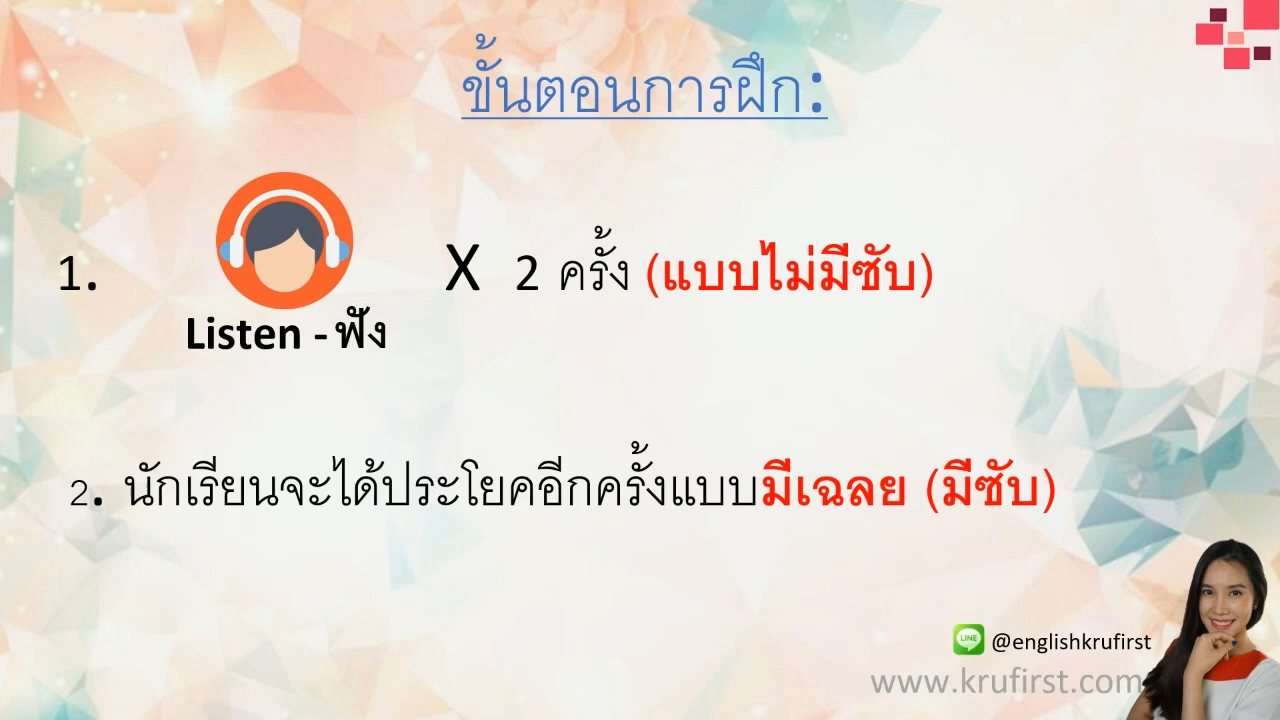 ขั้นตอนการฝึก:
1. X 2 ครั้ง (แบบไม่มีซับ)
Listen - ฟัง
2. นักเรียนจะได้ประโยคอีกครั้งแบบมีเฉลย (มีซับ)
LINE @englishkrufirst
www.krufirst.com